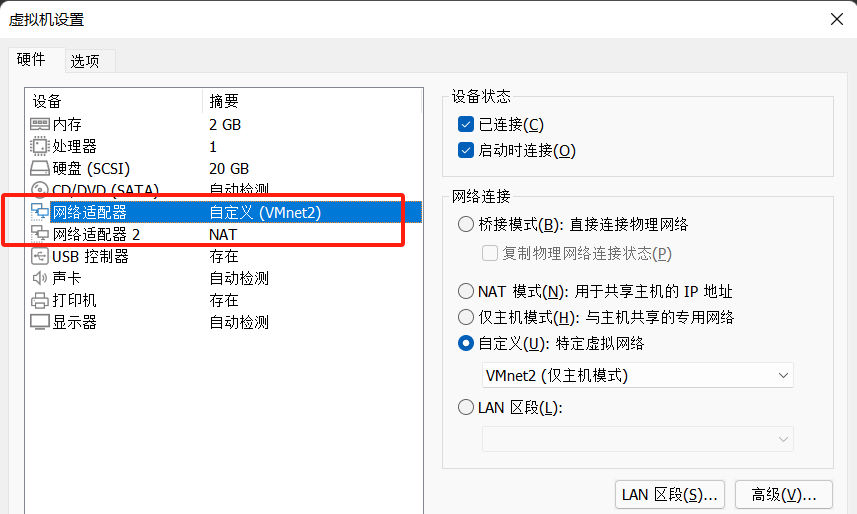 虚拟机设置
硬件 选项
设备 摘要
内存 2 GB
处理器 1
硬盘 (SCSI) 20 GB
CD/DVD (SATA) 自动检测
网络适配器 自定义 (VMnet2)
网络适配器 2 NAT
USB 控制器 存在
声卡 自动检测
打印机 存在
显示器 自动检测
设备状态
已连接(C)
启动时连接(O)
网络连接
桥接模式(B): 直接连接物理网络
复制物理网络连接状态(P)
NAT 模式(N): 用于共享主机的 IP 地址
仅主机模式(H): 与主机共享的专用网络
自定义(U): 特定虚拟网络
VMnet2 (仅主机模式)
LAN 区段(L):
LAN 区段(S)... 高级(V)...